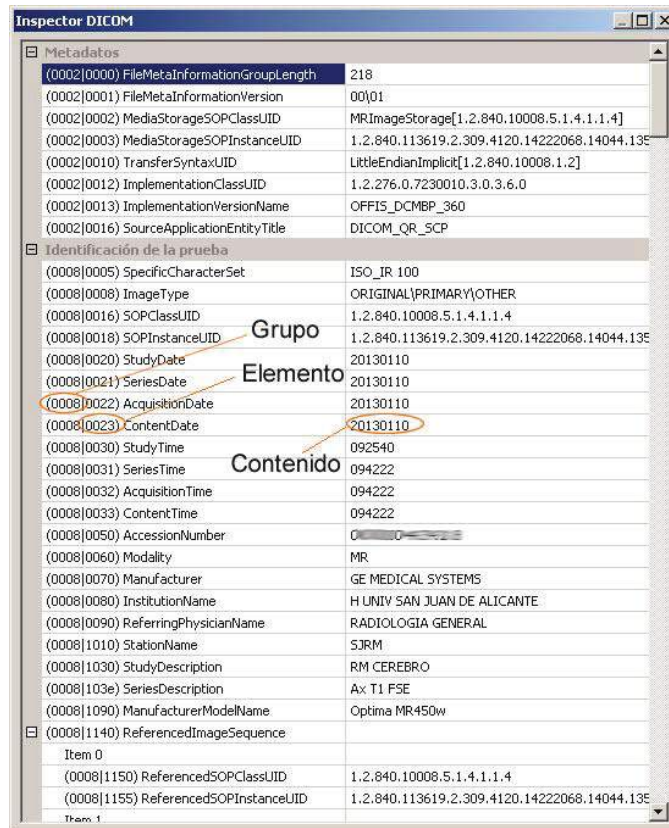 Inspector DICOM
Metadatos
(0002|0000) FileMetaInformationGroupLength 218
(0002|0001) FileMetaInformationVersion 00\01
(0002|0002) MediaStorageSOPClassUID MRImageStorage[1.2.840.10008.5.1.4.1.1.4]
(0002|0003) MediaStorageSOPInstanceUID 1.2.840.113619.2.309.4120.14222068.14044.135
(0002|0010) TransferSyntaxUID LittleEndianImplicit[1.2.840.10008.1.2]
(0002|0012) ImplementationClassUID 1.2.276.0.7230010.3.0.3.6.0
(0002|0013) ImplementationVersionName OFFIS_DCMBP_360
(0002|0016) SourceApplicationEntityTitle DICOM_QR_SCP
Identificación de la prueba
(0008|0005) SpecificCharacterSet ISO_IR 100
(0008|0008) ImageType ORIGINAL\PRIMARY\OTHER
(0008|0016) SOPClassUID 1.2.840.10008.5.1.4.1.1.4
(0008|0018) SOPInstanceUID 1.2.840.113619.2.309.4120.14222068.14044.135
Grupo
(0008|0020) StudyDate 20130110
(0008|0021) SeriesDate 20130110
Elemento
(0008|0022) AcquisitionDate 20130110
(0008|0023) ContentDate 20130110
(0008|0030) StudyTime 092540
Contenido
(0008|0031) SeriesTime 094222
(0008|0032) AcquisitionTime 094222
(0008|0033) ContentTime 094222
(0008|0050) AccessionNumber
(0008|0060) Modality MR
(0008|0070) Manufacturer GE MEDICAL SYSTEMS
(0008|0080) InstitutionName H UNIV SAN JUAN DE ALICANTE
(0008|0090) ReferringPhysicianName RADIOLOGIA GENERAL
(0008|1010) StationName SJRM
(0008|1030) StudyDescription RM CEREBRO
(0008|103e) SeriesDescription Ax T1 FSE
(0008|1090) ManufacturerModelName Optima MR450w
(0008|1140) ReferencedImageSequence
Item 0
(0008|1150) ReferencedSOPClassUID 1.2.840.10008.5.1.4.1.1.4
(0008|1155) ReferencedSOPInstanceUID 1.2.840.113619.2.309.4120.14222068.14044.135
Item 1